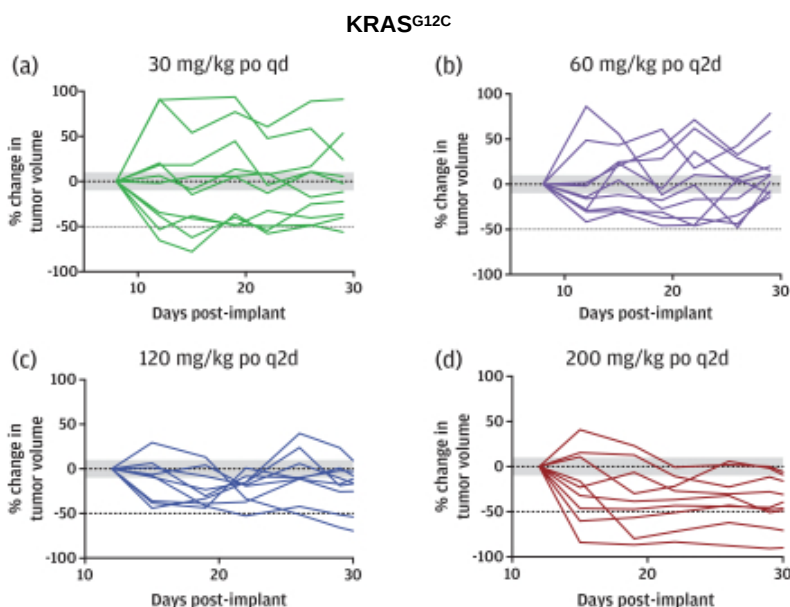 KRASG12C
(a) 30 mg/kg po qd
% change in
tumor volume
100
50
0
-50
-100
10 20 30
Days post-implant
(b) 60 mg/kg po q2d
% change in
tumor volume
100
50
0
-50
-100
10 20 30
Days post-implant
(c) 120 mg/kg po q2d
% change in
tumor volume
100
50
0
-50
-100
10 15 20 25 30
Days post-implant
(d) 200 mg/kg po q2d
% change in
tumor volume
100
50
0
-50
-100
10 20 30
Days post-implant